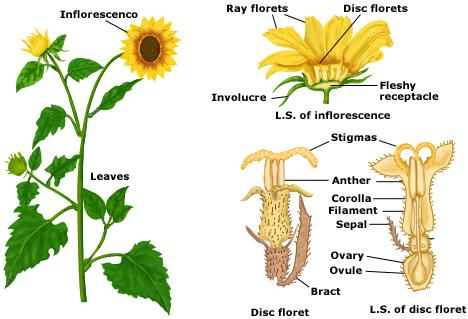 Inflorescenco
Leaves
Ray florets
Disc florets
Involucre
Fleshy
receptacle
L.S. of inflorescence
Stigmas
Anther
Corolla
Filament
Sepal
Ovary
Ovule
Bract
Disc floret
L.S. of disc floret